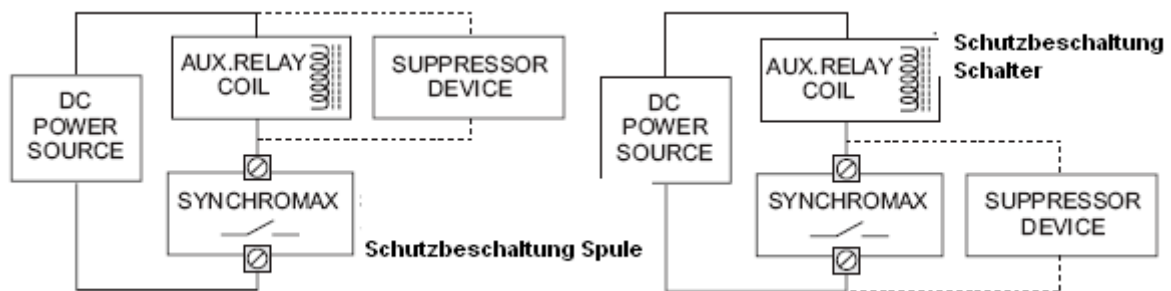 AUX.RELAY
COIL
SUPPRESSOR
DEVICE
DC
POWER
SOURCE
SYNCHROMAX
Schutzbeschaltung Spule
Schutzbeschaltung
Schalter
AUX.RELAY
COIL
DC
POWER
SOURCE
SYNCHROMAX
SUPPRESSOR
DEVICE